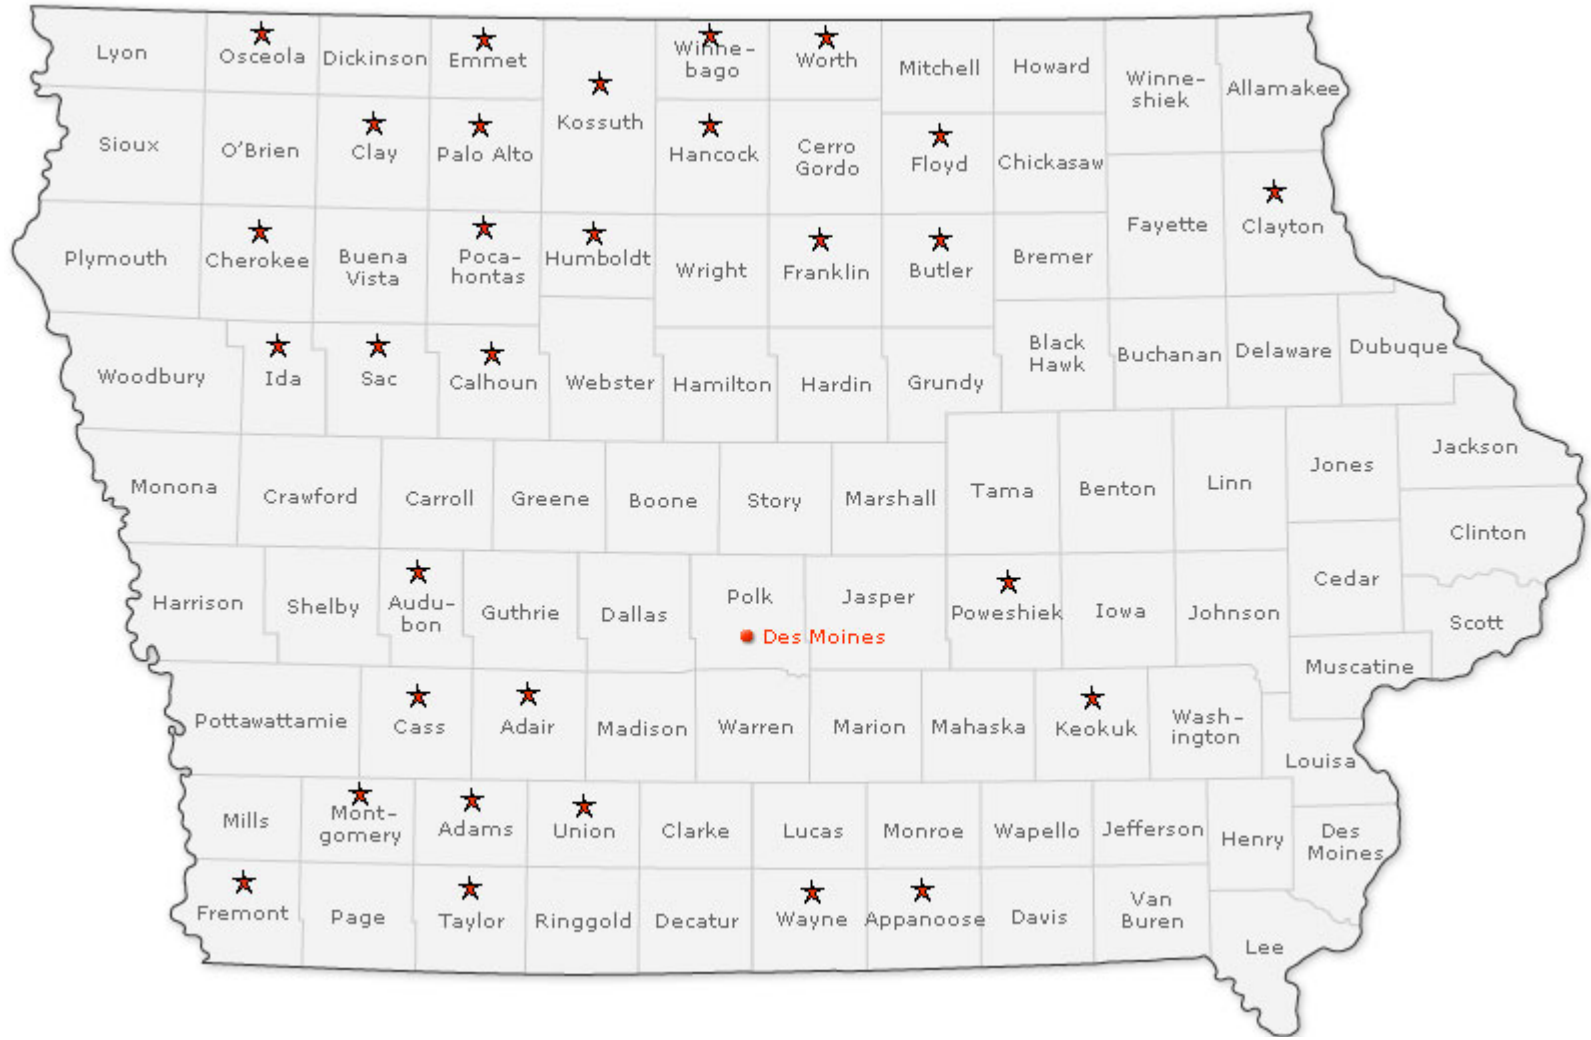 Lyon
Osceola
Dickinson
Emmet
Kossuth
Winne-
bago
Worth
Mitchell
Howard
Winne-
shiek
Allamakee
Sioux
O'Brien
Clay
Palo Alto
Hancock
Cerro
Gordo
Floyd
Chickasaw
Fayette
Clayton
Plymouth
Cherokee
Buena
Vista
Poca-
hontas
Humboldt
Wright
Franklin
Butler
Bremer
Woodbury
Ida
Sac
Calhoun
Webster
Hamilton
Hardin
Grundy
Black
Hawk
Buchanan
Delaware
Dubuque
Monona
Crawford
Carroll
Greene
Boone
Story
Marshall
Tama
Benton
Linn
Jones
Jackson
Clinton
Harrison
Shelby
Audu-
bon
Guthrie
Dallas
Polk
Des Moines
Jasper
Poweshiek
Iowa
Johnson
Cedar
Scott
Muscatine
Pottawattamie
Cass
Adair
Madison
Warren
Marion
Mahaska
Keokuk
Wash-
ington
Louisa
Mills
Mont-
gomery
Adams
Union
Clarke
Lucas
Monroe
Wapello
Jefferson
Henry
Des
Moines
Fremont
Page
Taylor
Ringgold
Decatur
Wayne
Appanoose
Davis
Van
Buren
Lee